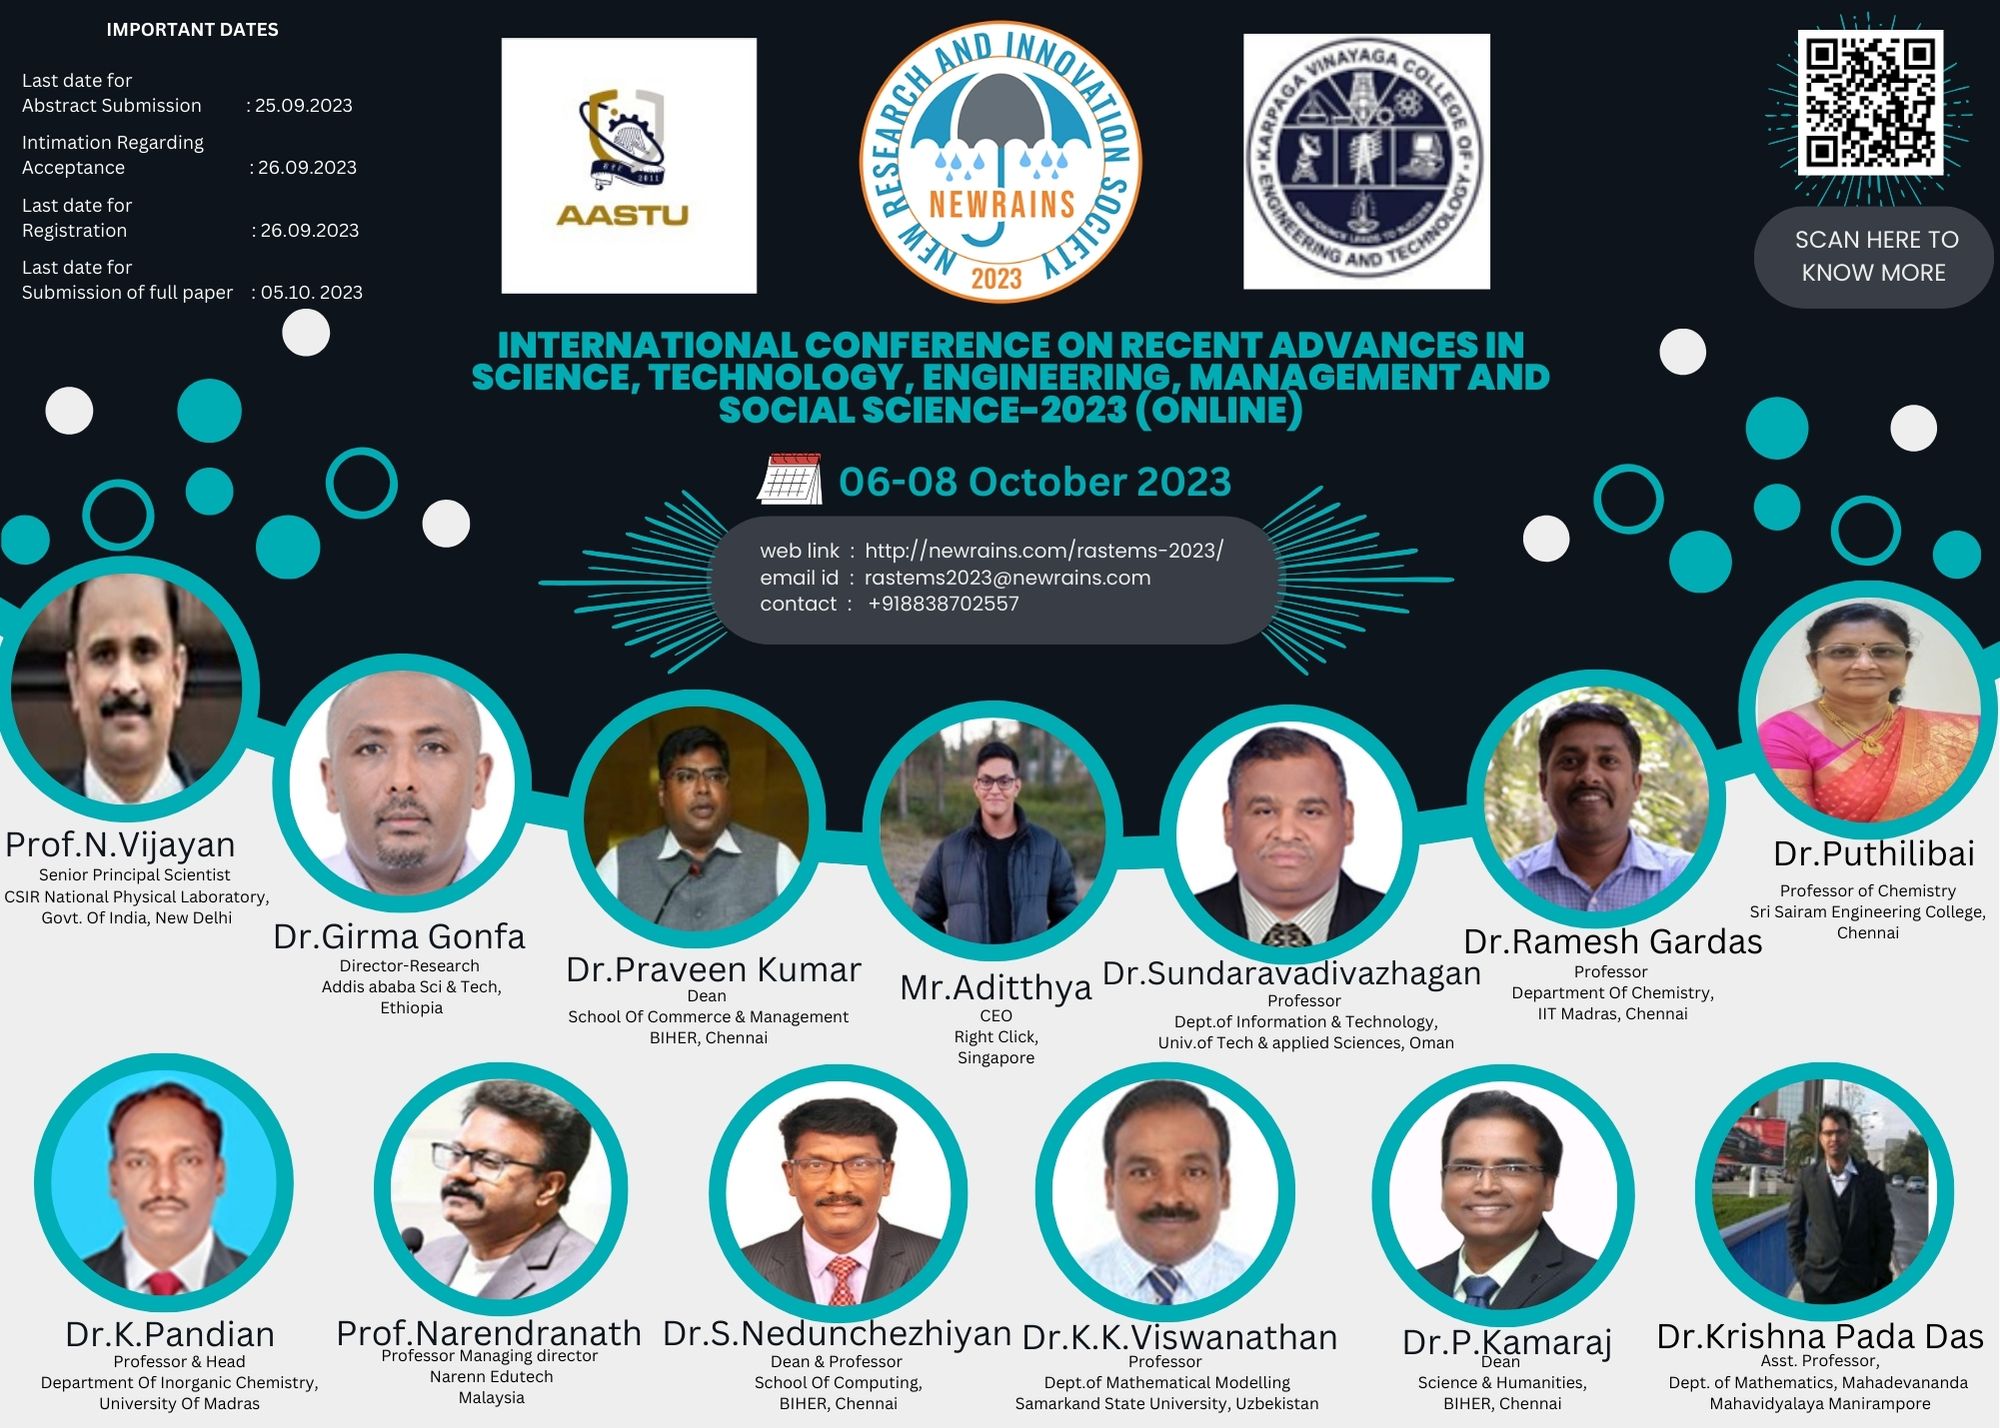 IMPORTANT DATES
Last date for
Abstract Submission : 25.09.2023
Intimation Regarding
Acceptance : 26.09.2023
Last date for
Registration : 26.09.2023
Last date for
Submission of full paper : 05.10. 2023
2011
AASTU
NEW RESEARCH AND INNOVATION SOCIETY
NEWRAINS
2023
KARPAGA VINAYAGA COLLEGE OF
ENGINEERING AND TECHNOLOGY
CONFIDENCE LEADS TO SUCCESS
SCAN HERE TO
KNOW MORE
INTERNATIONAL CONFERENCE ON RECENT ADVANCES IN
SCIENCE, TECHNOLOGY, ENGINEERING, MANAGEMENT AND
SOCIAL SCIENCE-2023 (ONLINE)
06-08 October 2023
web link : http://newrains.com/rastems-2023/
email id : rastems2023@newrains.com
contact : +918838702557
Prof.N.Vijayan
Senior Principal Scientist
CSIR National Physical Laboratory,
Govt. Of India, New Delhi
Dr.Girma Gonfa
Director-Research
Addis ababa Sci & Tech,
Ethiopia
Dr.Praveen Kumar
Dean
School Of Commerce & Management
BIHER, Chennai
Mr.Aditthya
CEO
Right Click,
Singapore
Dr.Sundaravadivazhagan
Professor
Dept.of Information & Technology,
Univ.of Tech & applied Sciences, Oman
Dr.Ramesh Gardas
Professor
Department Of Chemistry,
IIT Madras, Chennai
Dr.Puthilibai
Professor of Chemistry
Sri Sairam Engineering College,
Chennai
Dr.K.Pandian
Professor & Head
Department Of Inorganic Chemistry,
University Of Madras
Prof.Narendranath
Professor Managing director
Narenn Edutech
Malaysia
Dr.S.Nedunchezhiyan
Dean & Professor
School Of Computing,
BIHER, Chennai
Dr.K.K.Viswanathan
Professor
Dept.of Mathematical Modelling
Samarkand State University, Uzbekistan
Dr.P.Kamaraj
Dean
Science & Humanities,
BIHER, Chennai
Dr.Krishna Pada Das
Asst. Professor,
Dept. of Mathematics, Mahadevananda
Mahavidyalaya Manirampore